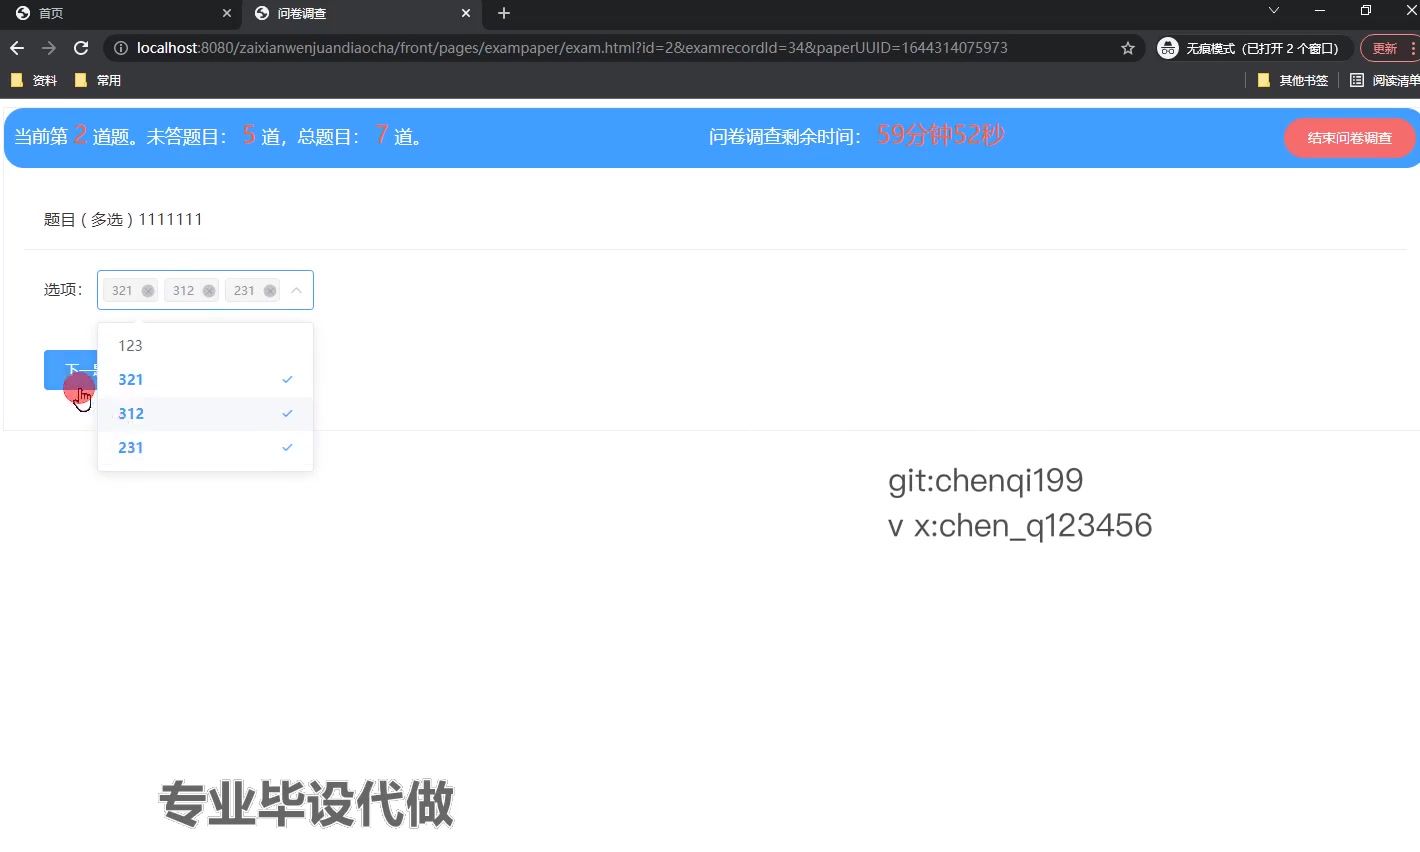 首页
问卷调查
localhost:8080/zaixianwenjuandiaocha/front/pages/exampaper/exam.html?id=2&examrecordId=34&paperUUID=1644314075973
无痕模式（已打开 2 个窗口）
更新
资料
常用
其他书签
阅读清单
当前第 2 道题。未答题目： 5 道，总题目： 7 道。
问卷调查剩余时间： 59分钟52秒
结束问卷调查
题目 ( 多选 ) 1111111
选项：
321
312
231
123
321
312
231
下一
git:chenqi199
v x:chen_q123456
专业毕设代做